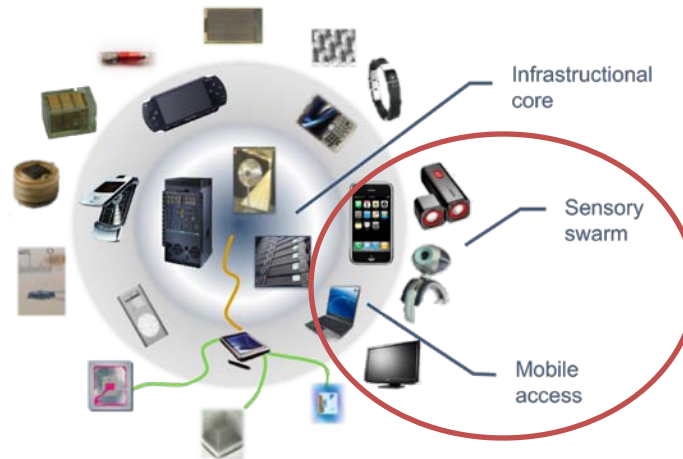 Infrastructional
core
Sensory
swarm
Mobile
access